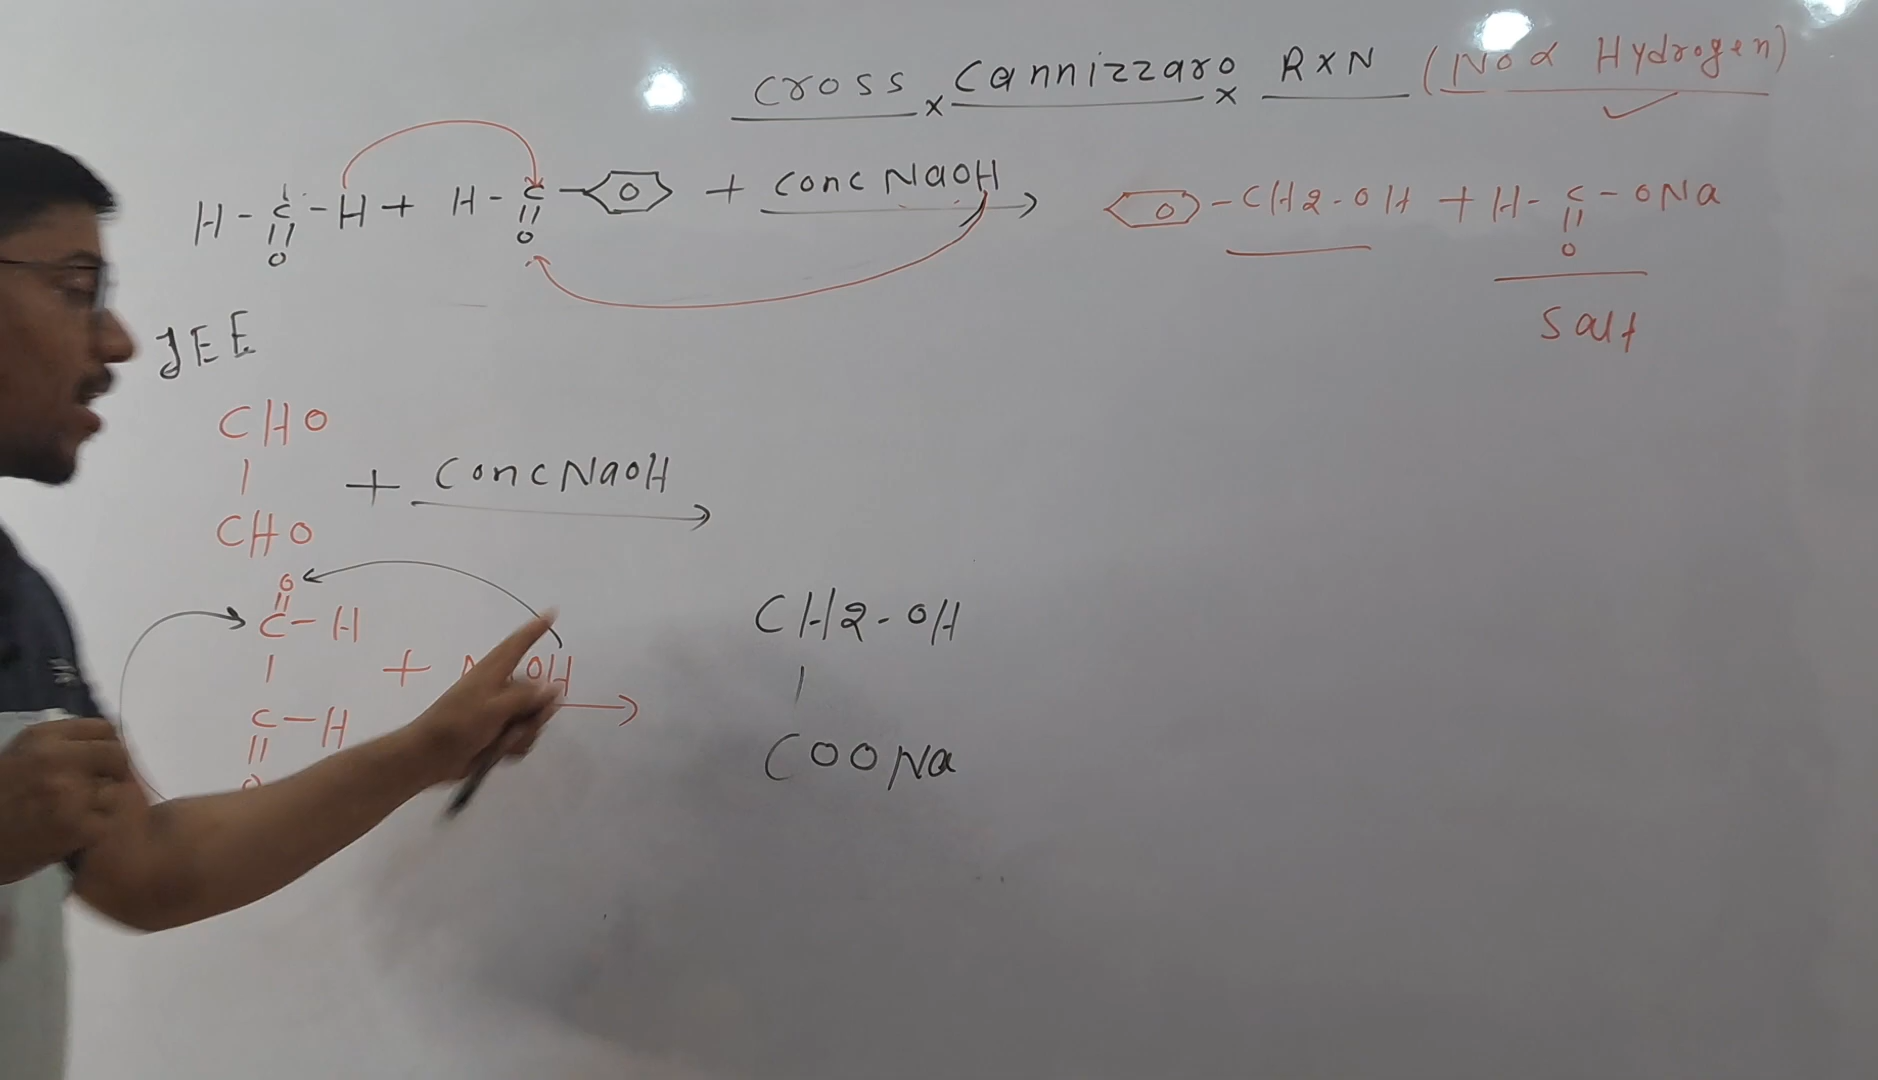 Cross Cannizzaro RXN (No α Hydrogen)
H-C-H + H-C- + Conc NaOH → -CH2-OH + H-C-ONa
O O O
Salt
JEE
CHO
+ Conc NaOH
CHO
O
C-H
CH2-OH
+ OH
C-H
COONa